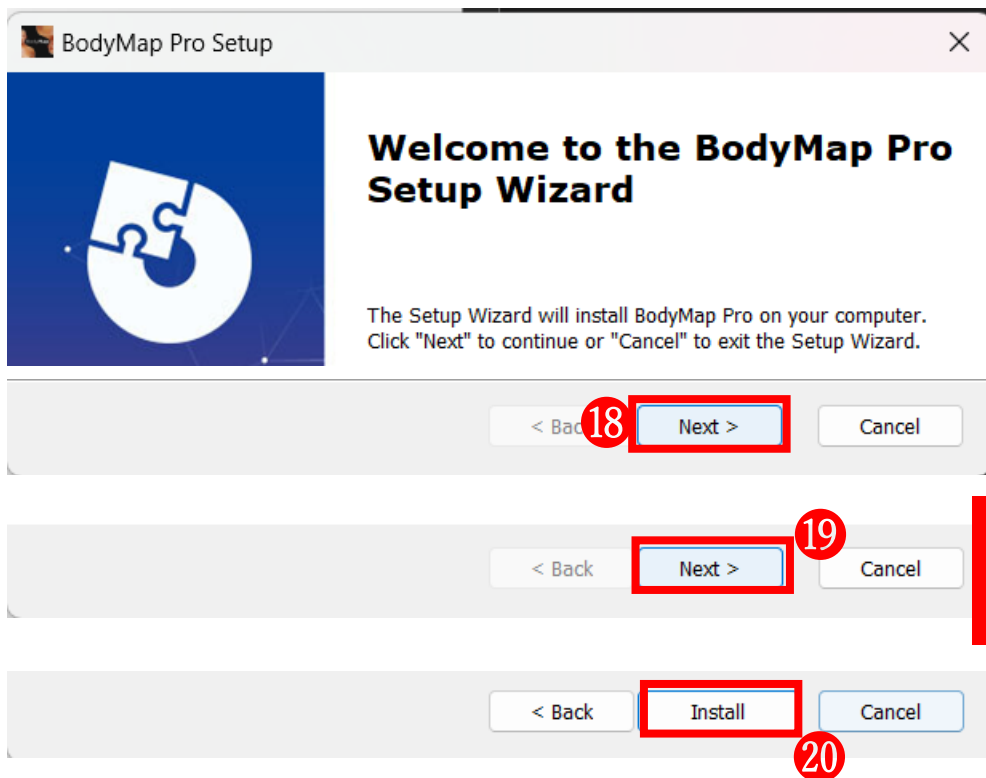 BodyMap Pro Setup
Welcome to the BodyMap Pro
Setup Wizard
The Setup Wizard will install BodyMap Pro on your computer.
Click "Next" to continue or "Cancel" to exit the Setup Wizard.
< Bac 18 Next > Cancel
19
< Back Next > Cancel
< Back Install Cancel
20